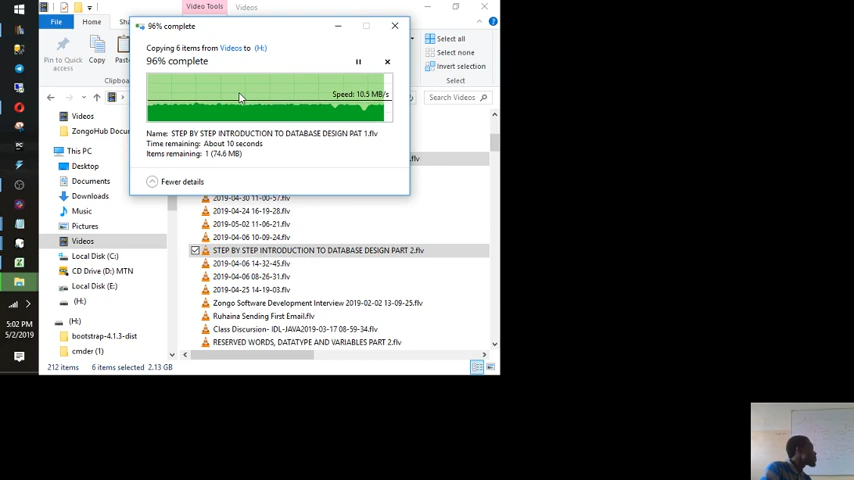 Video Tools
Videos
96% complete
File
Home
Pin to Quick
access
Copy
Clipboa
Select all
Select none
Invert selection
Select
Copying 6 items from Videos to (H:)
96% complete
Speed: 10.5 MB/s
Name: STEP BY STEP INTRODUCTION TO DATABASE DESIGN PAT 1.flv
Time remaining: About 10 seconds
Items remaining: 1 (74.6 MB)
Fewer details
Search Videos
Videos
ZongoHub Docu
This PC
Desktop
Documents
Downloads
Music
Pictures
Videos
Local Disk (C:)
CD Drive (D:) MTN
Local Disk (E:)
(H:)
(H:)
bootstrap-4.1.3-dist
cmder (1)
.flv
2019-04-30 11-00-57.flv
2019-04-24 16-19-28.flv
2019-05-02 11-06-21.flv
2019-04-06 10-09-24.flv
STEP BY STEP INTRODUCTION TO DATABASE DESIGN PART 2.flv
2019-04-06 14-32-45.flv
2019-04-06 08-26-31.flv
2019-04-25 14-19-03.flv
Zongo Software Development Interview 2019-02-02 13-09-25.flv
Ruhaina Sending First Email.flv
Class Discursion- IDL-JAVA2019-03-17 08-59-34.flv
RESERVED WORDS, DATATYPE AND VARIABLES PART 2.flv
212 items
6 items selected 2.13 GB
5:02 PM
5/2/2019